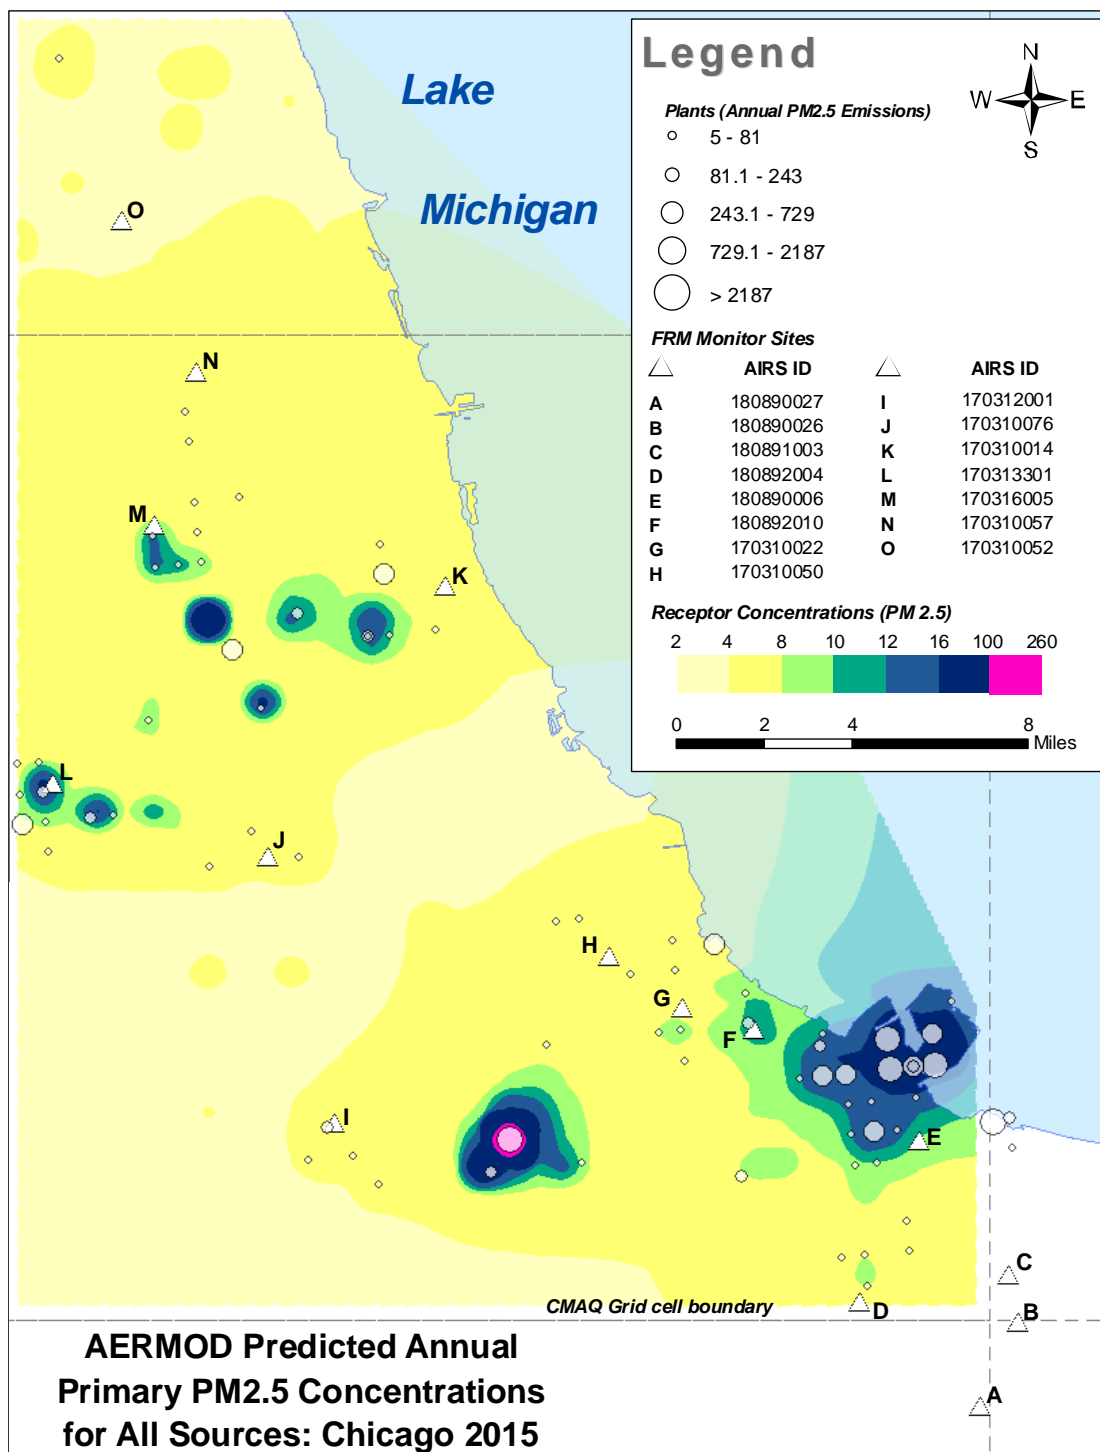 Lake
Michigan
Legend
N
W E
S
Plants (Annual PM2.5 Emissions)
5 - 81
81.1 - 243
243.1 - 729
729.1 - 2187
> 2187
FRM Monitor Sites
AIRS ID AIRS ID
A 180890027 I 170312001
B 180890026 J 170310076
C 180891003 K 170310014
D 180892004 L 170313301
E 180890006 M 170316005
F 180892010 N 170310057
G 170310022 O 170310052
H 170310050
Receptor Concentrations (PM 2.5)
2 4 8 10 12 16 100 260
0 2 4 8
Miles
O
N
M
K
L
J
H
G
F
I
E
C
D
B
A
CMAQ Grid cell boundary
AERMOD Predicted Annual
Primary PM2.5 Concentrations
for All Sources: Chicago 2015